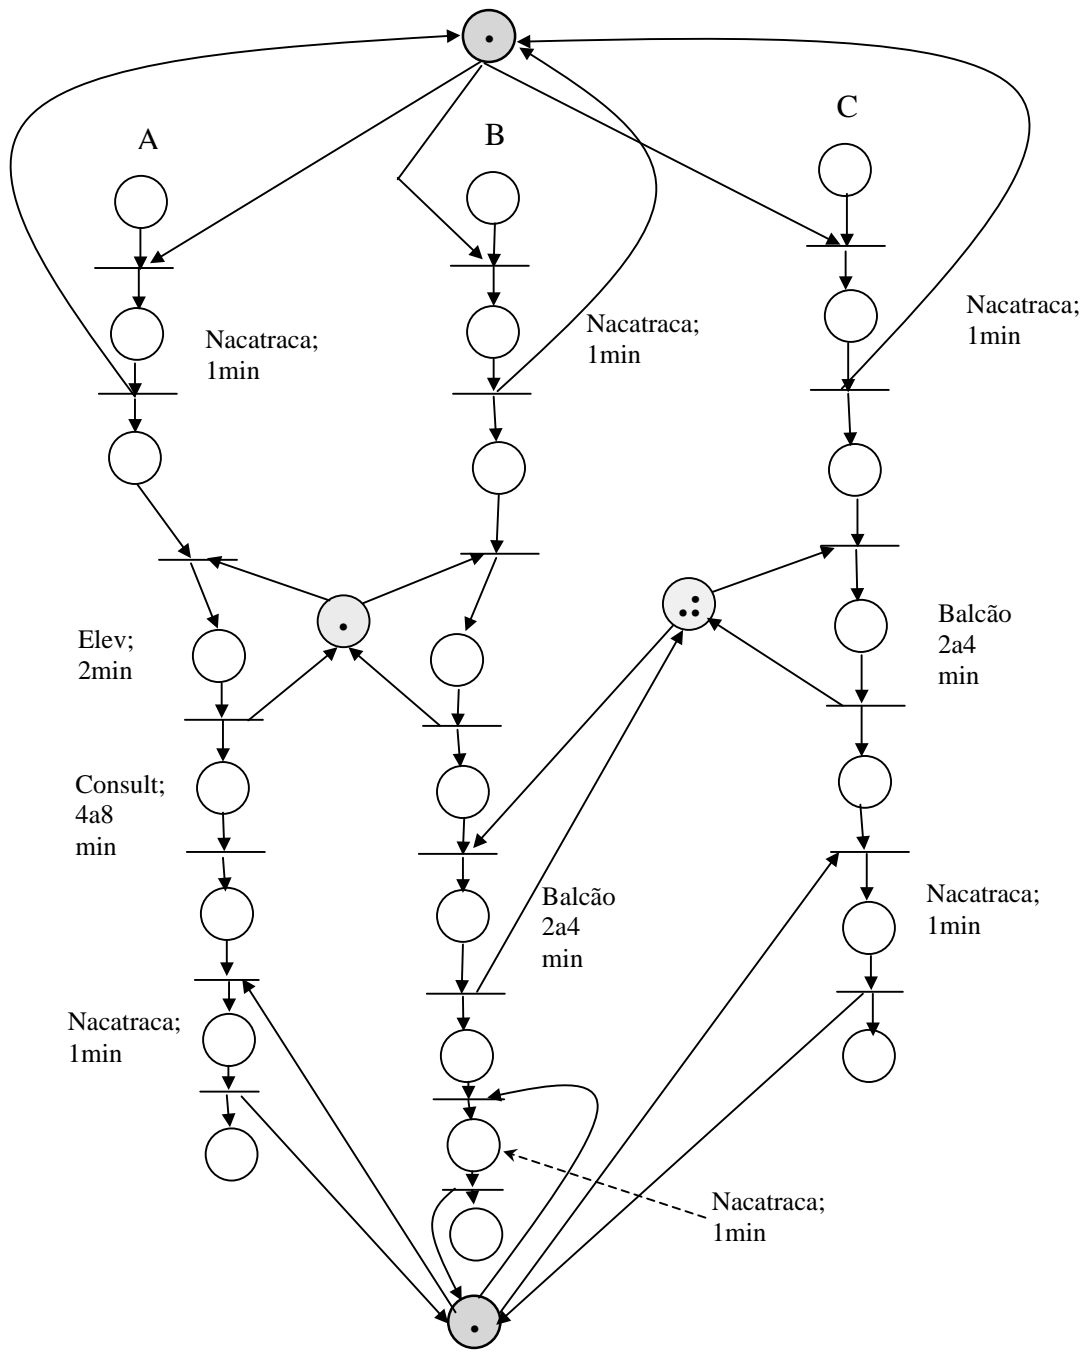 A
B
C
Nacatraca;
1min
Nacatraca;
1min
Nacatraca;
1min
Elev;
2min
Balcão
2a4
min
Consult;
4a8
min
Balcão
2a4
min
Nacatraca;
1min
Nacatraca;
1min
Nacatraca;
1min